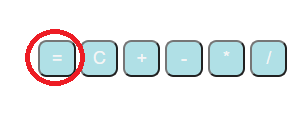 = C + - * /